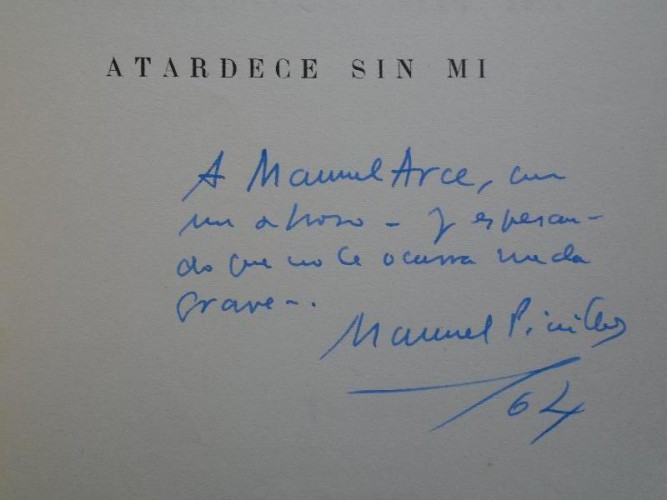 ATARDECE SIN MI
A Manuel Arce, con
un abrazo - y esperan-
do que no le ocurra nada
grave-.
Manuel Pinillos
/64